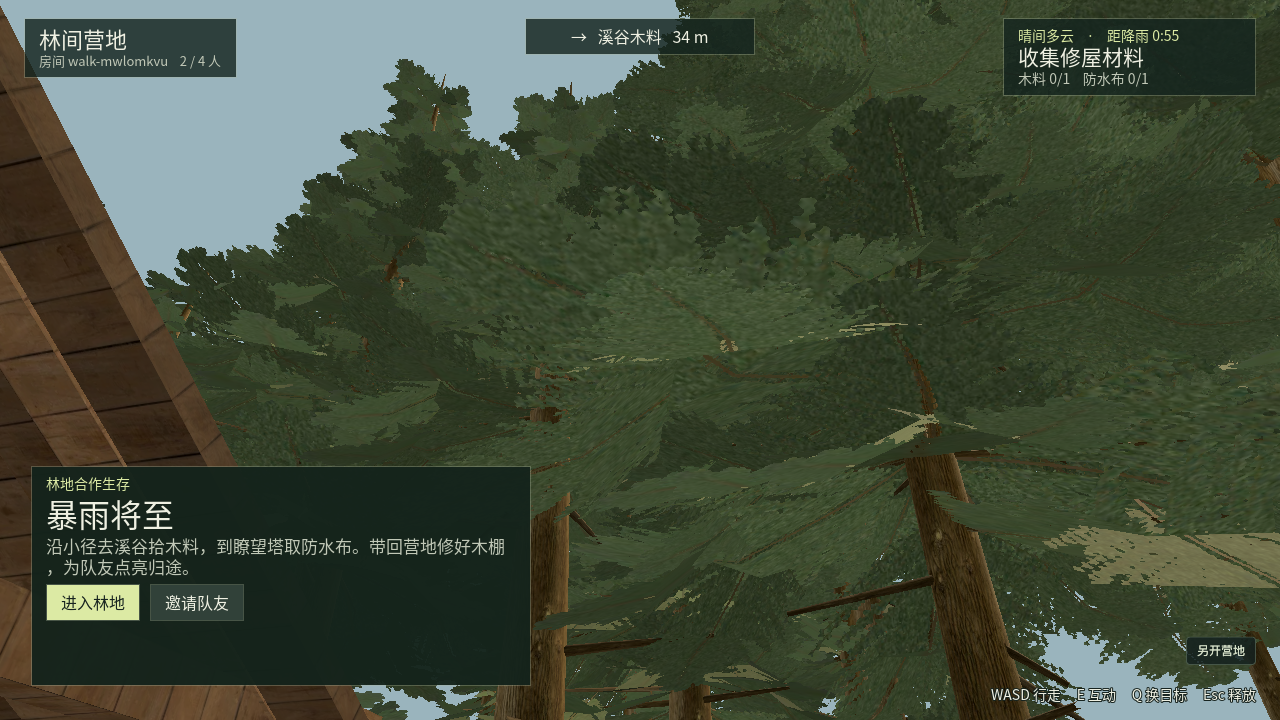 林间营地
房间 walk-mwlomkvu 2 / 4 人
→ 溪谷木料 34 m
晴间多云 · 距降雨 0:55
收集修屋材料
木料 0/1 防水布 0/1
林地合作生存
暴雨将至
沿小径去溪谷拾木料，到瞭望塔取防水布。带回营地修好木棚
，为队友点亮归途。
进入林地 邀请队友
另开营地
WASD 行走 E 互动 Q 换目标 Esc 释放